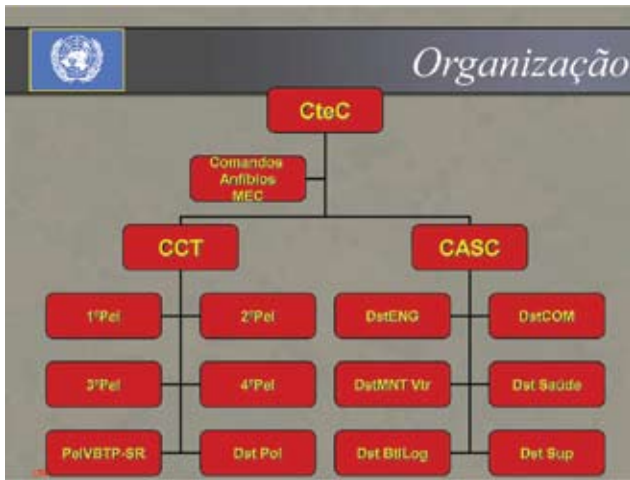 Organização
CteC
Comandos
Anfíbios
MEC
CCT
CASC
1ºPel
2ºPel
DstENG
DstCOM
3ºPel
4ºPel
DstMNT Vtr
Dst Saúde
PelVBTP-SR
Dst Pol
Dst BtlLog
Dst Sup